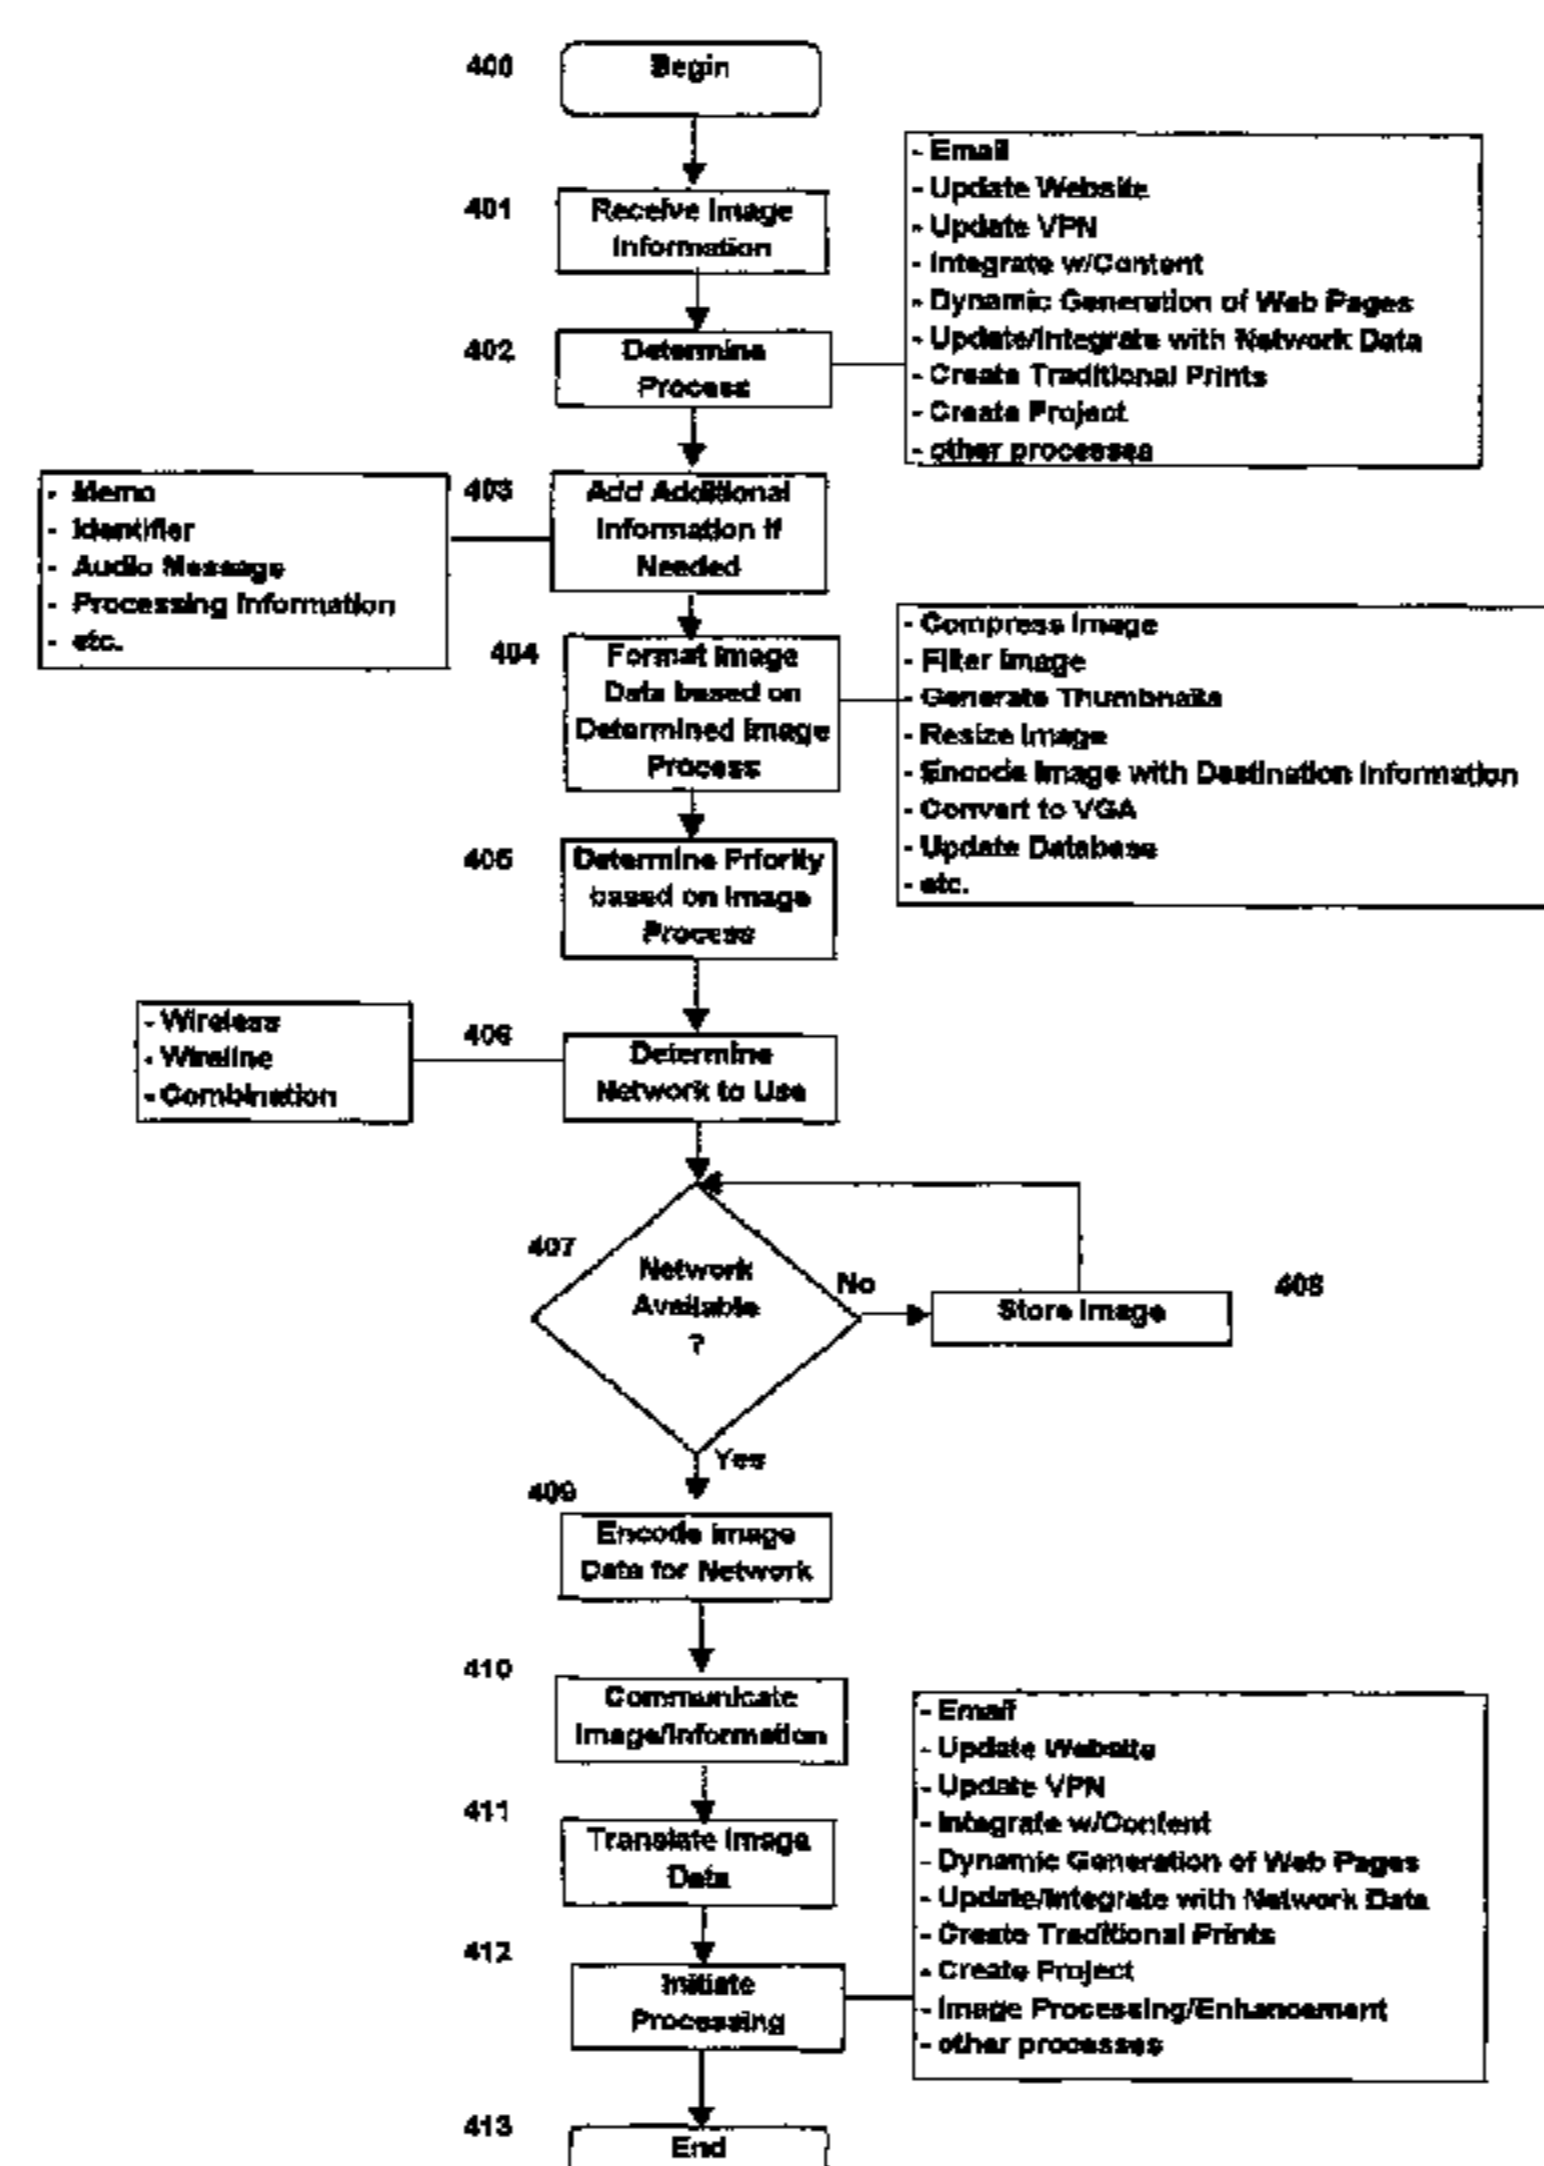 400
Begin
401
Receive Image
Information
402
Determine
Process
- Email
- Update Website
- Update VPN
- Integrate w/Content
- Dynamic Generation of Web Pages
- Update/Integrate with Network Data
- Create Traditional Prints
- Create Project
- other processes
403
Add Additional
Information if
Needed
- Memo
- Identifier
- Audio Message
- Processing Information
- etc.
404
Format Image
Data based on
Determined Image
Process
- Compress Image
- Filter Image
- Generate Thumbnails
- Resize Image
- Encode Image with Destination Information
- Convert to VGA
- Update Database
- etc.
405
Determine Priority
based on Image
Process
406
Determine
Network to Use
- Wireless
- Wireline
- Combination
407
Network
Available
?
No
Store Image
408
Yes
409
Encode Image
Data for Network
410
Communicate
Image/Information
411
Translate Image
Data
412
Initiate
Processing
- Email
- Update Website
- Update VPN
- Integrate w/Content
- Dynamic Generation of Web Pages
- Update/Integrate with Network Data
- Create Traditional Prints
- Create Project
- Image Processing/Enhancement
- other processes
413
End